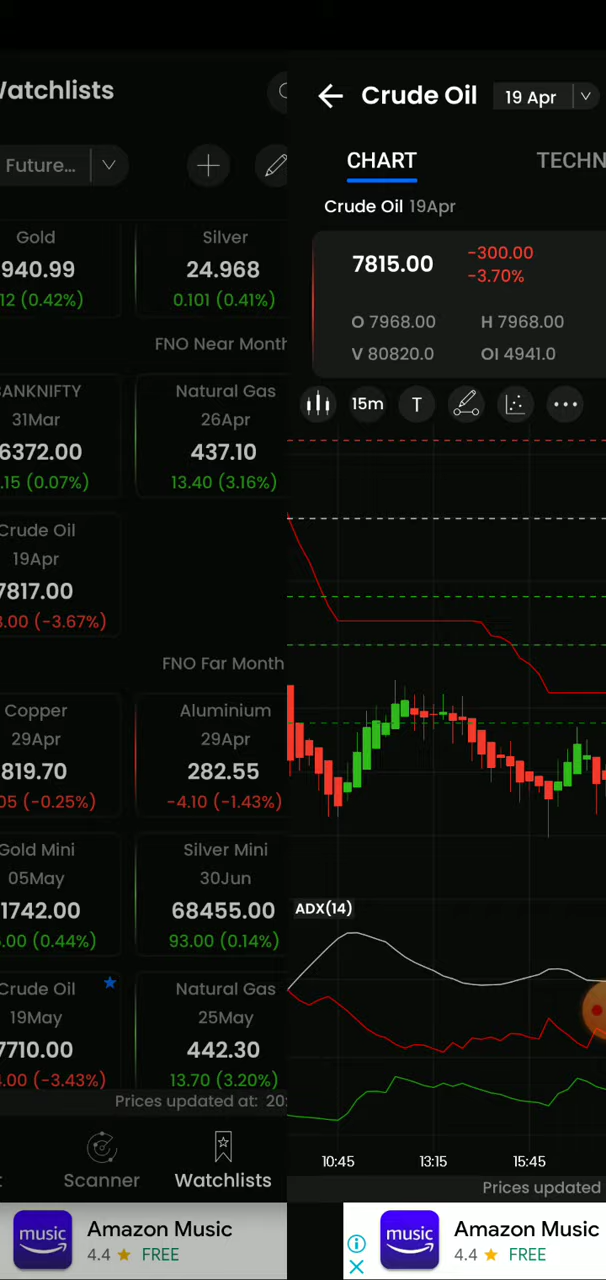 Watchlists
Future...
Gold
Silver
940.99
24.968
12 (0.42%)
0.101 (0.41%)
FNO Near Month
BANKNIFTY
Natural Gas
31Mar
26Apr
6372.00
437.10
.15 (0.07%)
13.40 (3.16%)
Crude Oil
19Apr
7817.00
8.00 (-3.67%)
FNO Far Month
Copper
Aluminium
29Apr
29Apr
819.70
282.55
05 (-0.25%)
-4.10 (-1.43%)
Gold Mini
Silver Mini
05May
30Jun
1742.00
68455.00
.00 (0.44%)
93.00 (0.14%)
Crude Oil
Natural Gas
19May
25May
7710.00
442.30
4.00 (-3.43%)
13.70 (3.20%)
Prices updated at: 20:
Scanner
Watchlists
music
Amazon Music
4.4 ★ FREE
Crude Oil
19 Apr
CHART
TECHN
Crude Oil 19Apr
7815.00
-300.00
-3.70%
O 7968.00
H 7968.00
V 80820.0
OI 4941.0
15m
T
ADX(14)
10:45
13:15
15:45
Prices updated
music
Amazon Music
4.4 ★ FREE